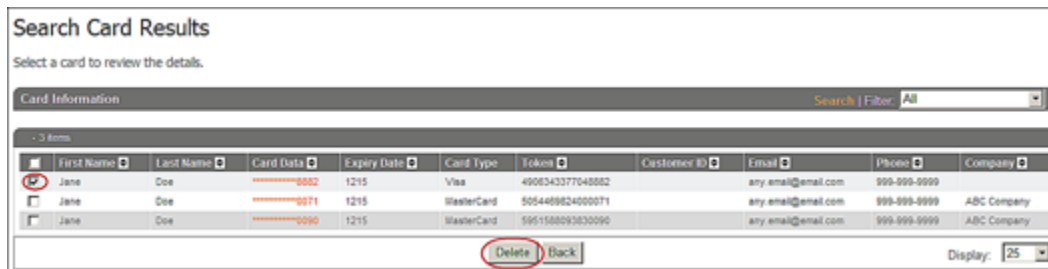 Search Card Results
Select a card to review the details.
Card Information Search | Filter: All
- 3 items
First Name Last Name Card Data Expiry Date Card Type Token Customer ID Email Phone Company
Jane Doe ************8882 1215 Visa 4906343377048882 any.email@email.com 999-999-9999
Jane Doe ************0071 1215 MasterCard 5054469824000071 any.email@email.com 999-999-9999 ABC Company
Jane Doe ************0090 1215 MasterCard 5951588093830090 any.email@email.com 999-999-9999 ABC Company
Delete Back Display: 25